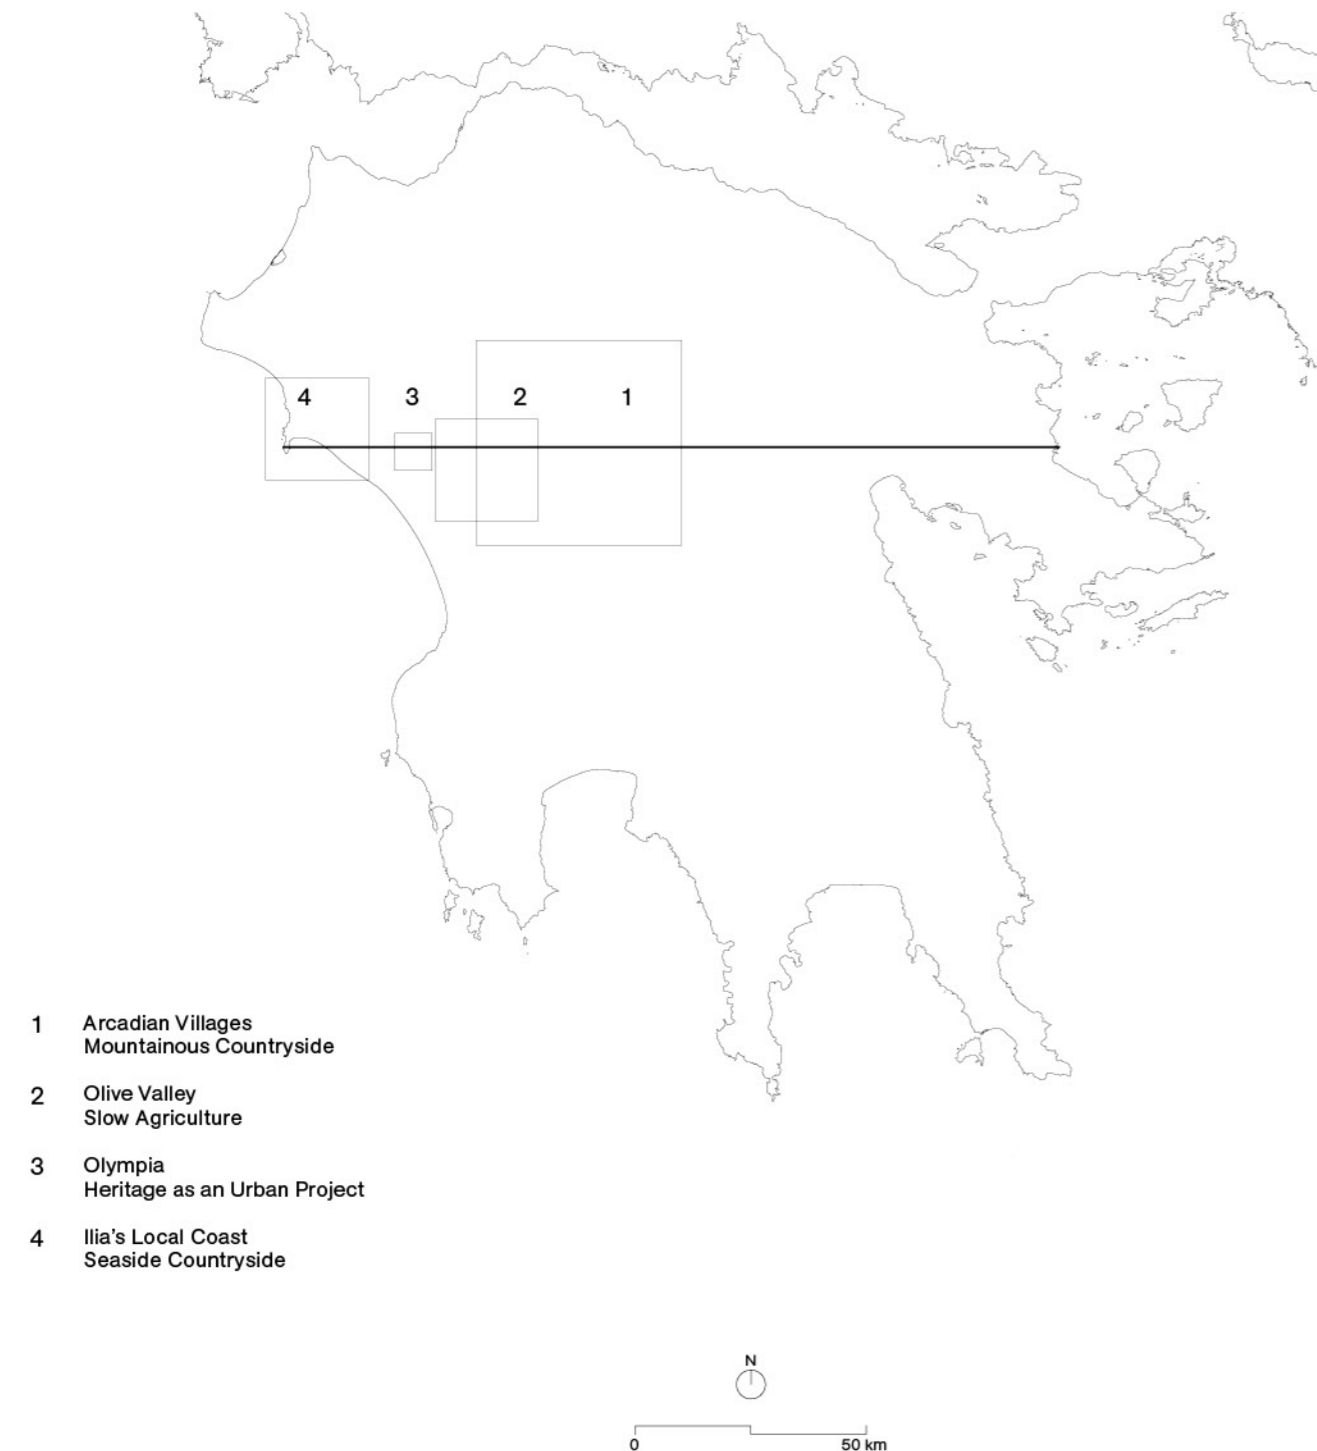 4 3 2 1
1 Arcadian Villages
Mountainous Countryside
2 Olive Valley
Slow Agriculture
3 Olympia
Heritage as an Urban Project
4 Ilia's Local Coast
Seaside Countryside
N
0 50 km